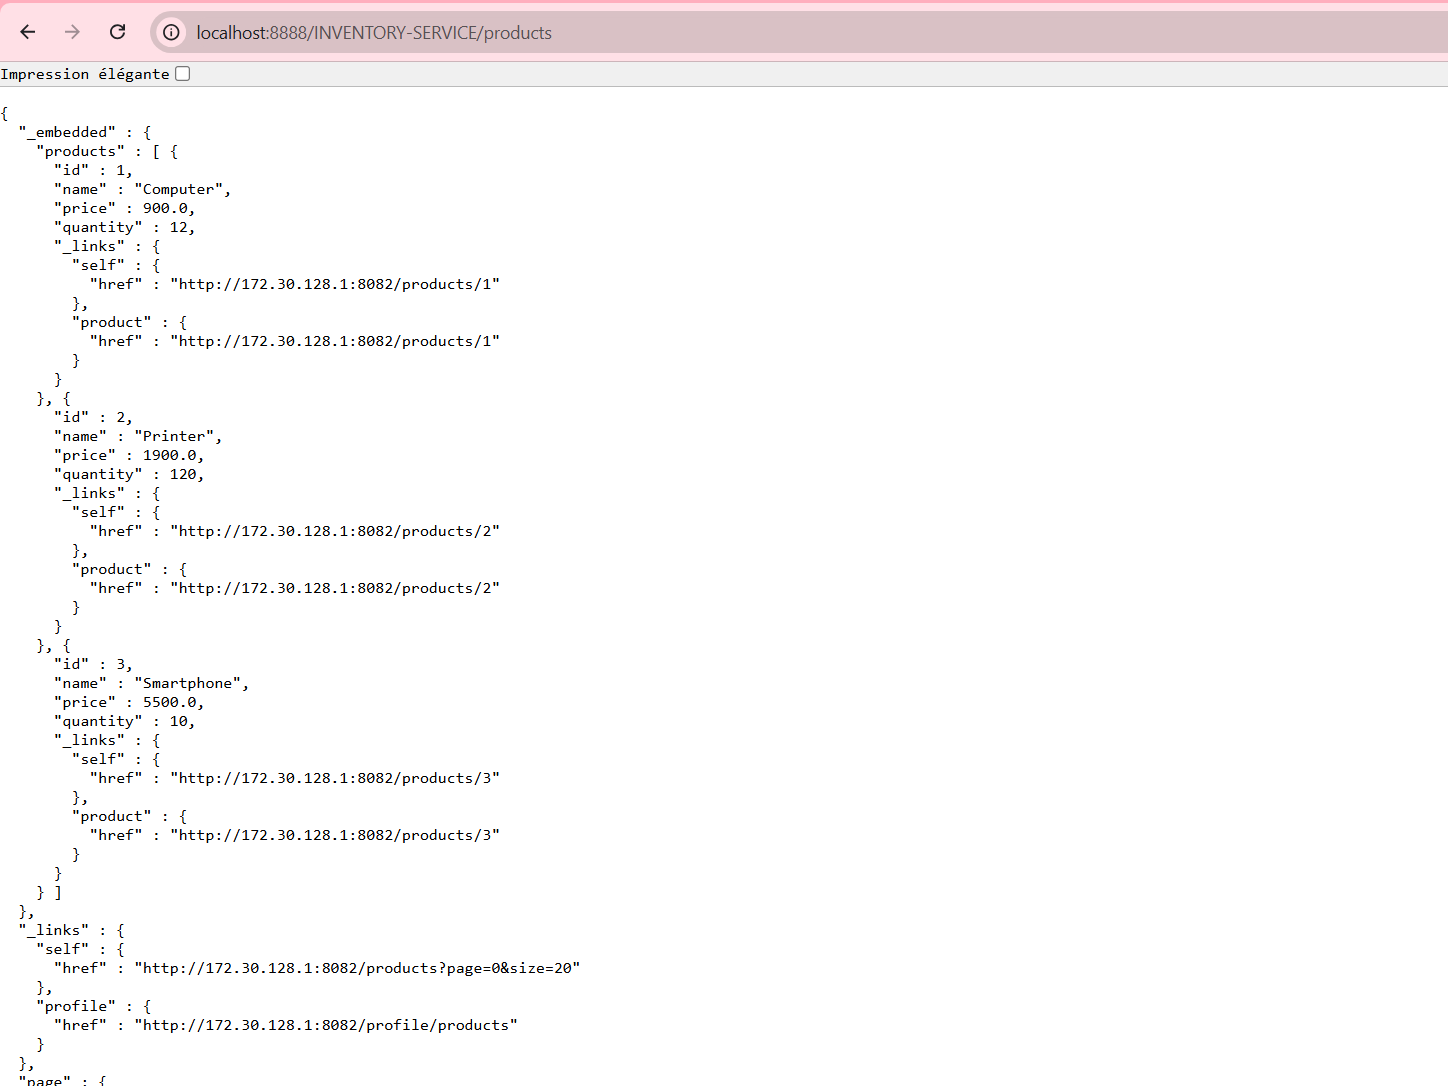 localhost:8888/INVENTORY-SERVICE/products
Impression élégante
{
  "_embedded" : {
    "products" : [ {
      "id" : 1,
      "name" : "Computer",
      "price" : 900.0,
      "quantity" : 12,
      "_links" : {
        "self" : {
          "href" : "http://172.30.128.1:8082/products/1"
        },
        "product" : {
          "href" : "http://172.30.128.1:8082/products/1"
        }
      }
    }, {
      "id" : 2,
      "name" : "Printer",
      "price" : 1900.0,
      "quantity" : 120,
      "_links" : {
        "self" : {
          "href" : "http://172.30.128.1:8082/products/2"
        },
        "product" : {
          "href" : "http://172.30.128.1:8082/products/2"
        }
      }
    }, {
      "id" : 3,
      "name" : "Smartphone",
      "price" : 5500.0,
      "quantity" : 10,
      "_links" : {
        "self" : {
          "href" : "http://172.30.128.1:8082/products/3"
        },
        "product" : {
          "href" : "http://172.30.128.1:8082/products/3"
        }
      }
    } ]
  },
  "_links" : {
    "self" : {
      "href" : "http://172.30.128.1:8082/products?page=0&size=20"
    },
    "profile" : {
      "href" : "http://172.30.128.1:8082/profile/products"
    }
  },
  "page" : {